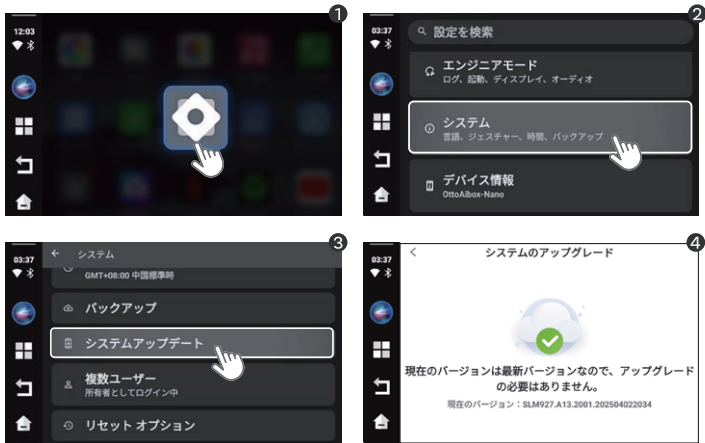 ❶
12:03
❷
03:37
設定を検索
エンジニアモード
ログ、起動、ディスプレイ、オーディオ
システム
言語、ジェスチャー、時間、バックアップ
デバイス情報
OttoAibox-Nano
❸
03:37
システム
GMT+08:00 中国標準時
バックアップ
システムアップデート
複数ユーザー
所有者としてログイン中
リセット オプション
❹
03:37
システムのアップグレード
現在のバージョンは最新バージョンなので、アップグレード
の必要はありません。
現在のバージョン：SLM927.A13.2001.202504022034